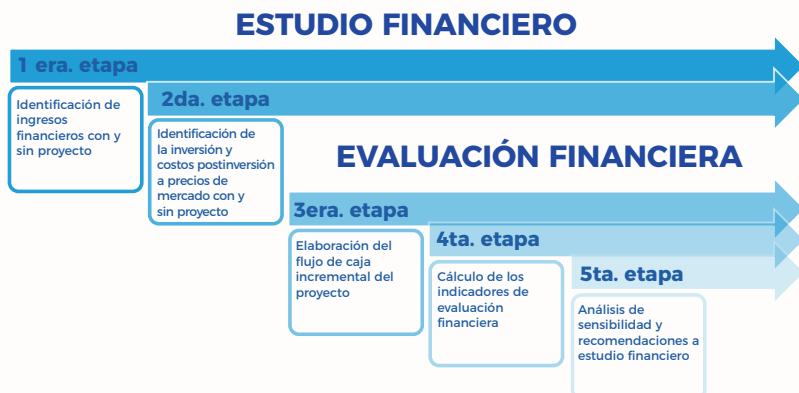 ESTUDIO FINANCIERO
1 era. etapa
Identificación de
ingresos
financieros con y
sin proyecto
2da. etapa
Identificación de
la inversión y
costos postinversión
a precios de
mercado con y
sin proyecto
EVALUACIÓN FINANCIERA
3era. etapa
Elaboración del
flujo de caja
incremental del
proyecto
4ta. etapa
Cálculo de los
indicadores de
evaluación
financiera
5ta. etapa
Análisis de
sensibilidad y
recomendaciones a
estudio financiero